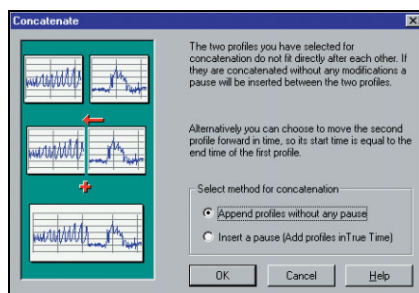 Concatenate
The two profiles you have selected for
concatenation do not fit directly after each other. If
they are concatenated without any modifications a
pause will be inserted between the two profiles.
Alternatively you can choose to move the second
profile forward in time, so its start time is equal to the
end time of the first profile.
Select method for concatenation
Append profiles without any pause
Insert a pause (Add profiles inTrue Time)
OK
Cancel
Help